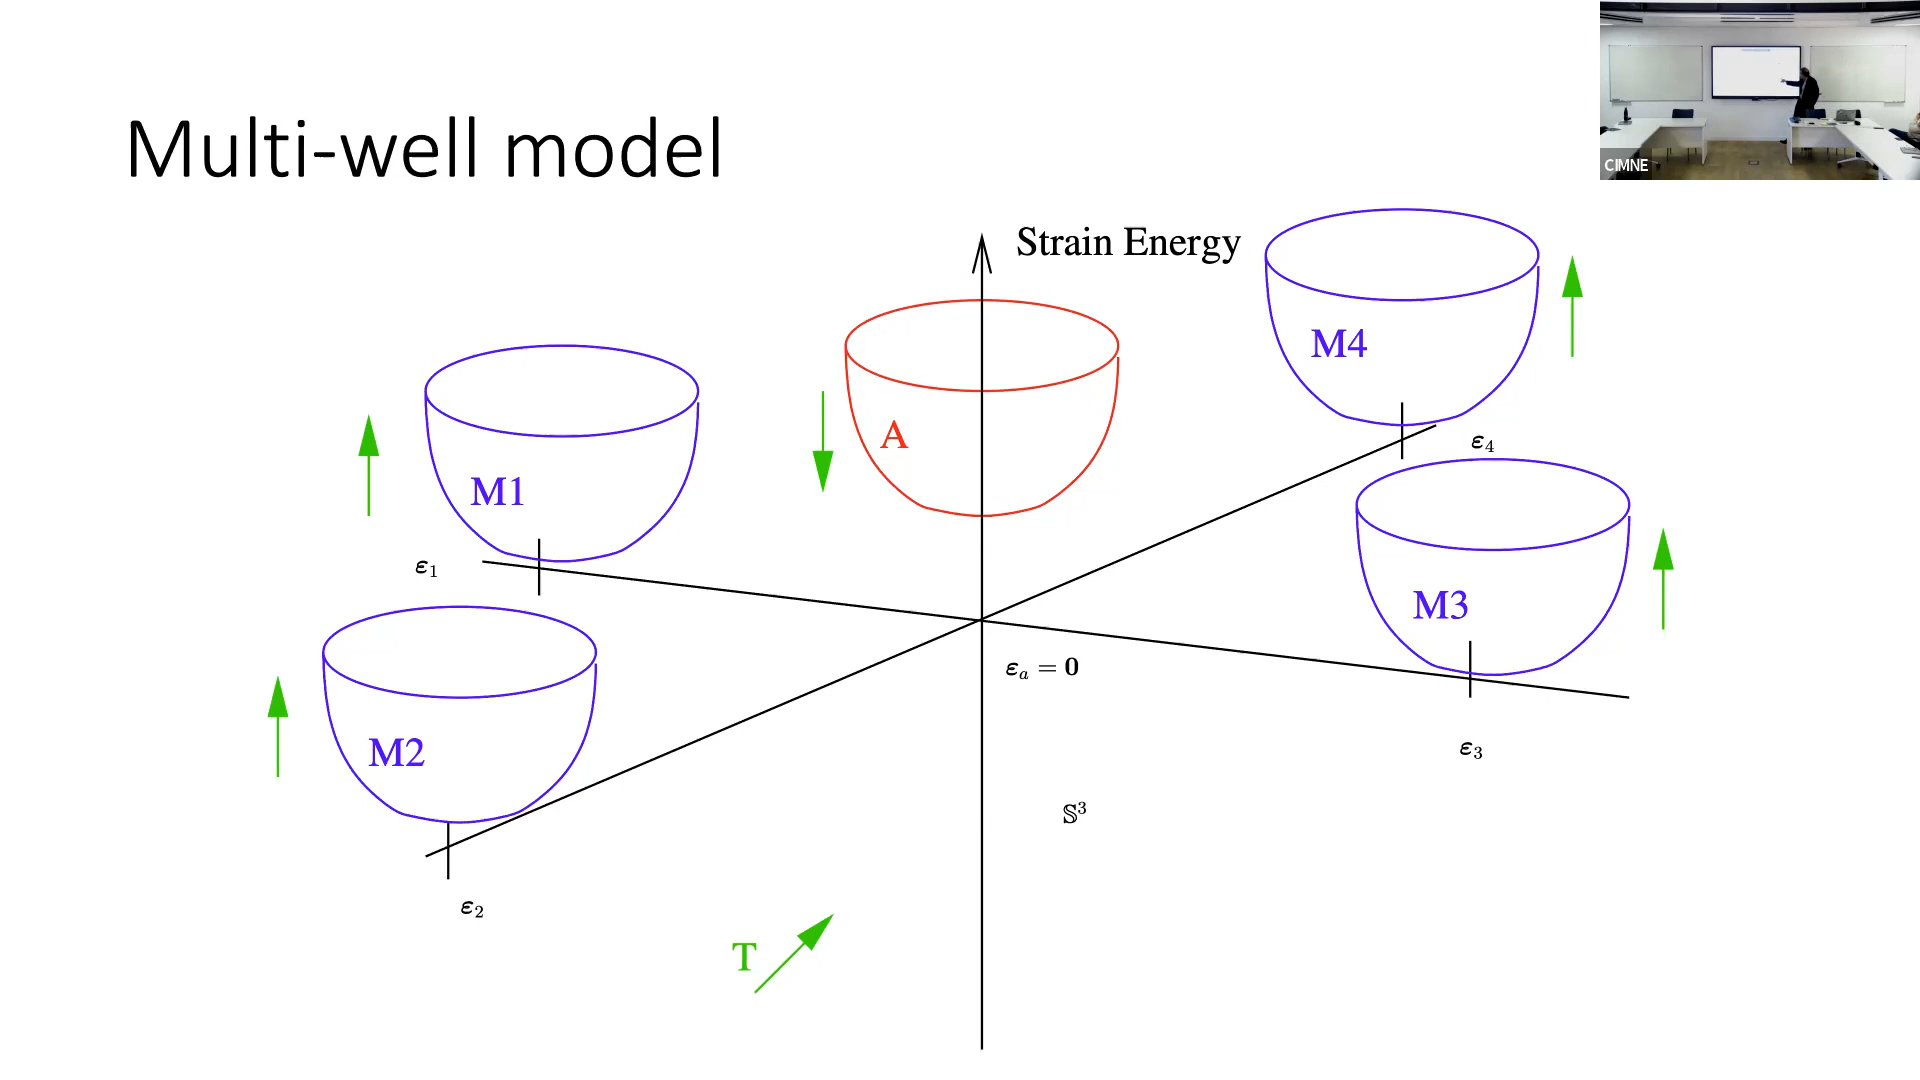 Multi-well model
CIMNE
Strain Energy
M4
A
M1
ε₄
ε₁
M3
M2
εₐ = 0
ε₃
𝕊³
ε₂
T